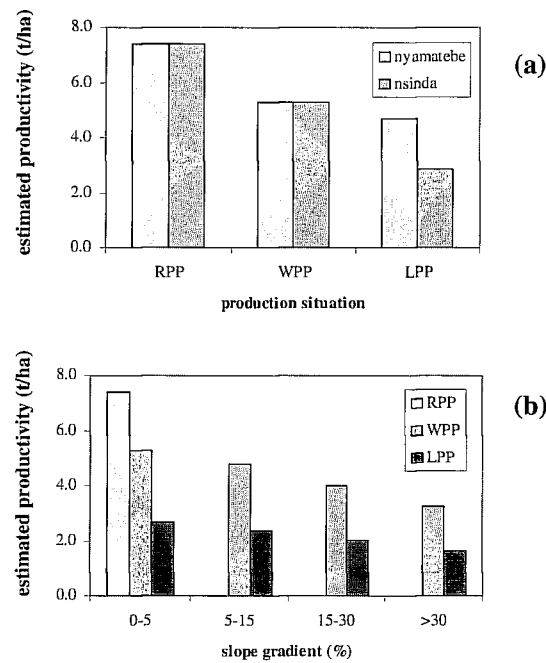 8.0
6.0
4.0
2.0
0.0
estimated productivity (t/ha)
nyamatebe
nsinda
(a)
RPP WPP LPP
production situation
8.0
6.0
4.0
2.0
0.0
estimated productivity (t/ha)
RPP
WPP
LPP
(b)
0-5 5-15 15-30 >30
slope gradient (%)